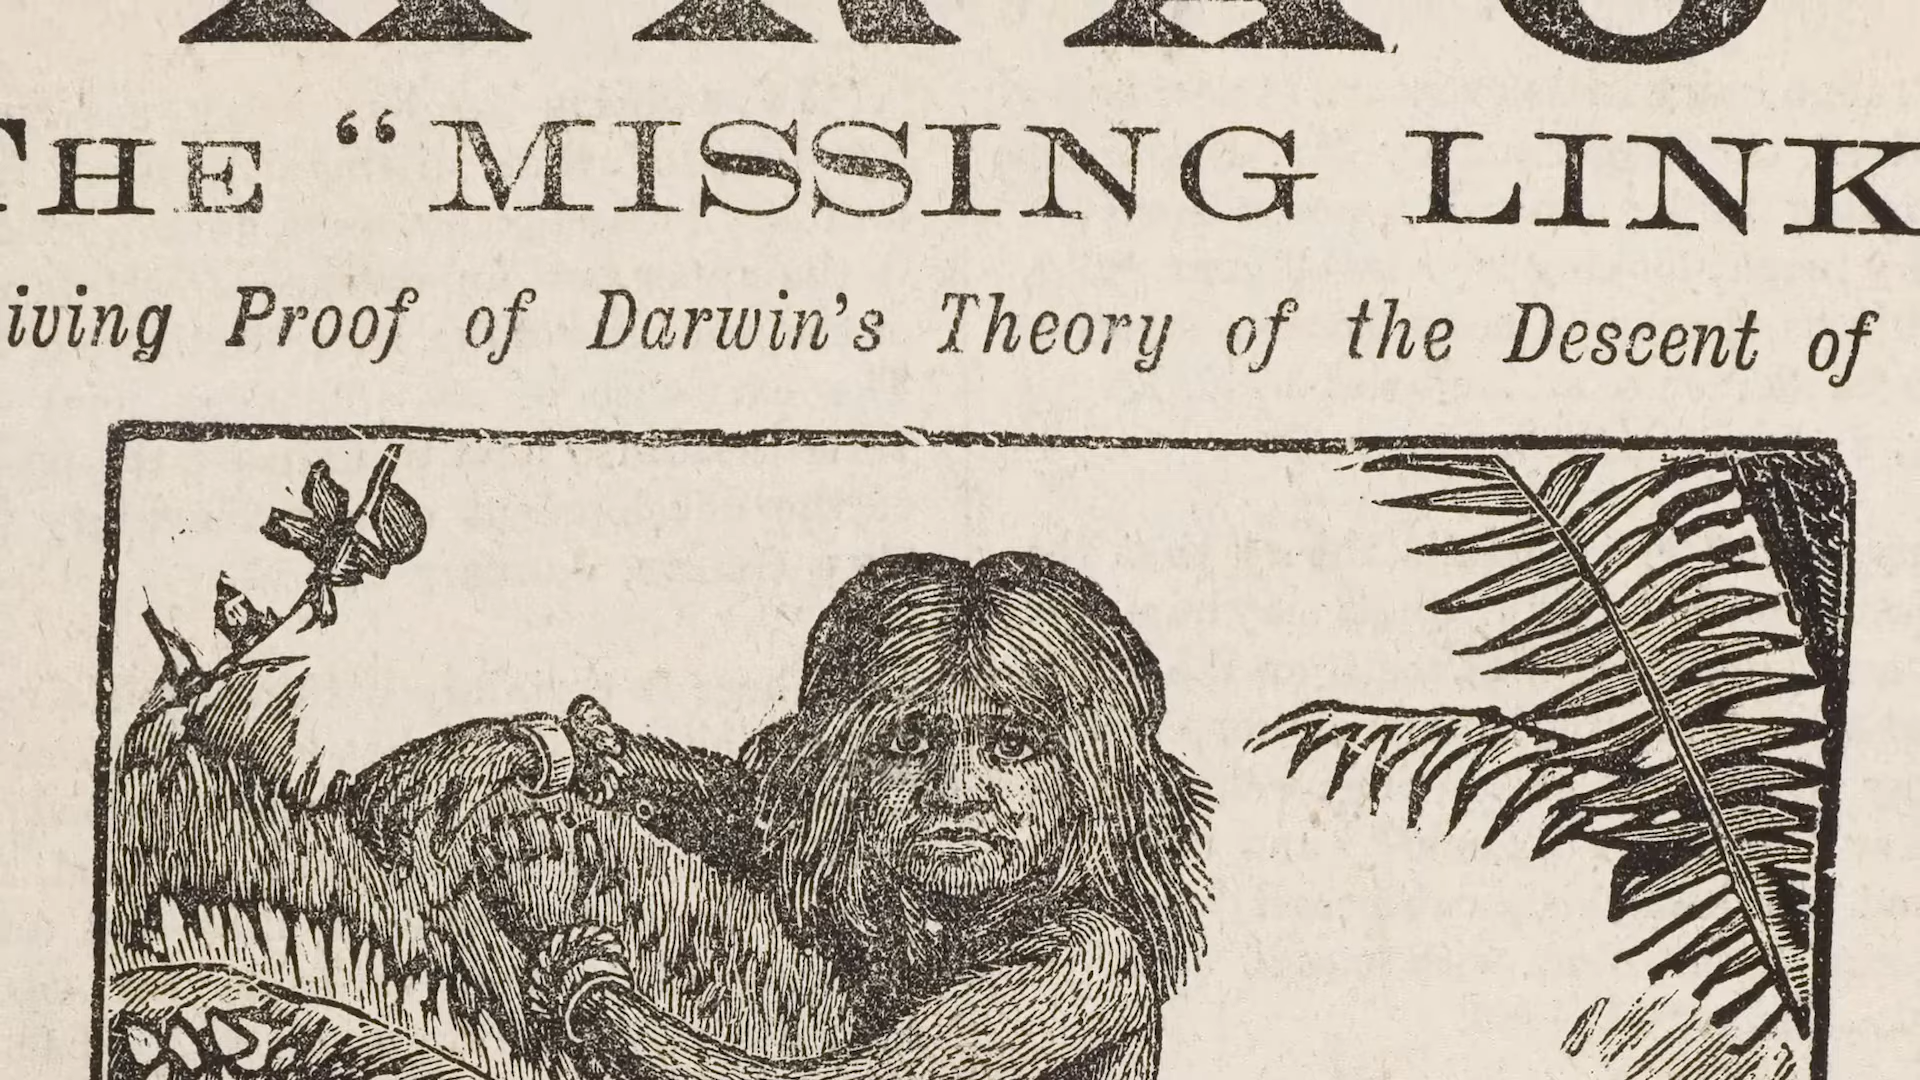 THE “MISSING LINK
iving Proof of Darwin’s Theory of the Descent of